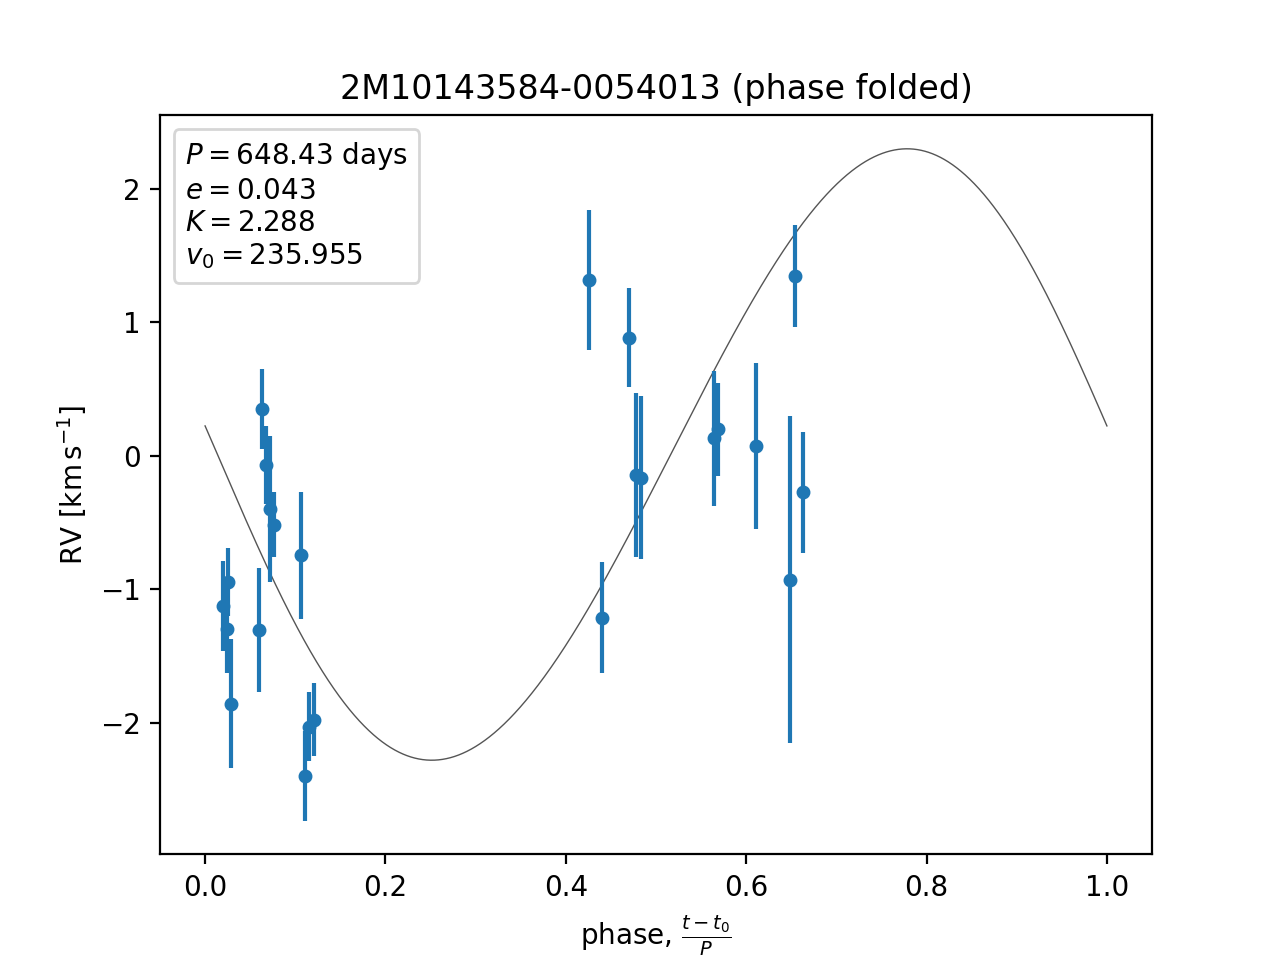 2M10143584-0054013 (phase folded)
P = 648.43 days
e = 0.043
K = 2.288
v₀ = 235.955
2
1
0
−1
−2
RV [km s⁻¹]
0.0 0.2 0.4 0.6 0.8 1.0
phase, (t − t₀)/P